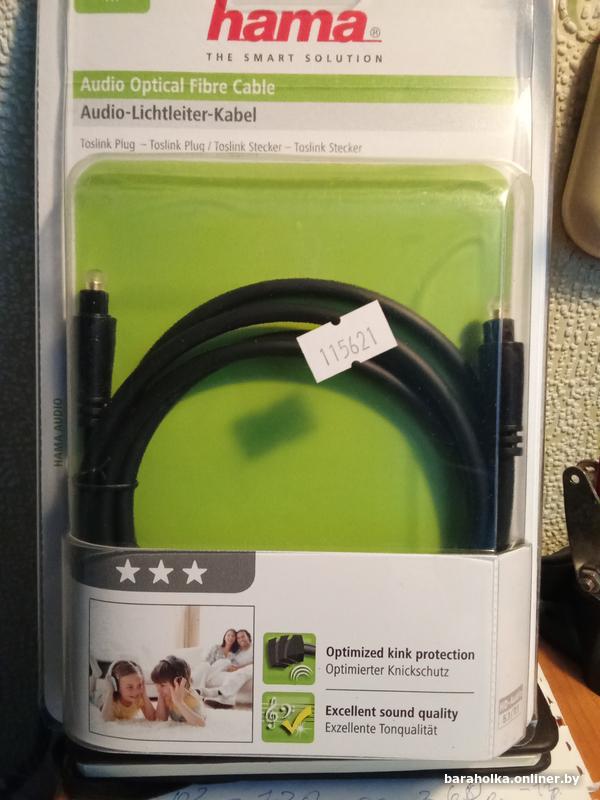 hama®
THE SMART SOLUTION
Audio Optical Fibre Cable
Audio-Lichtleiter-Kabel
Toslink Plug – Toslink Plug / Toslink Stecker – Toslink Stecker
115621
HAMA AUDIO
Optimized kink protection
Optimierter Knickschutz
Excellent sound quality
Exzellente Tonqualität
baraholka.onliner.by